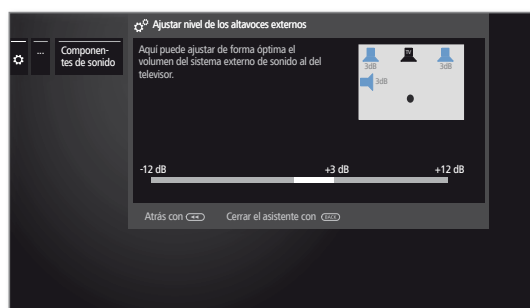 Ajustar nivel de los altavoces externos
...
Componen-
tes de sonido
Aquí puede ajustar de forma óptima el
volumen del sistema externo de sonido al del
televisor.
TV
3dB
3dB
3dB
-12 dB
+3 dB
+12 dB
Atrás con
Cerrar el asistente con BACK